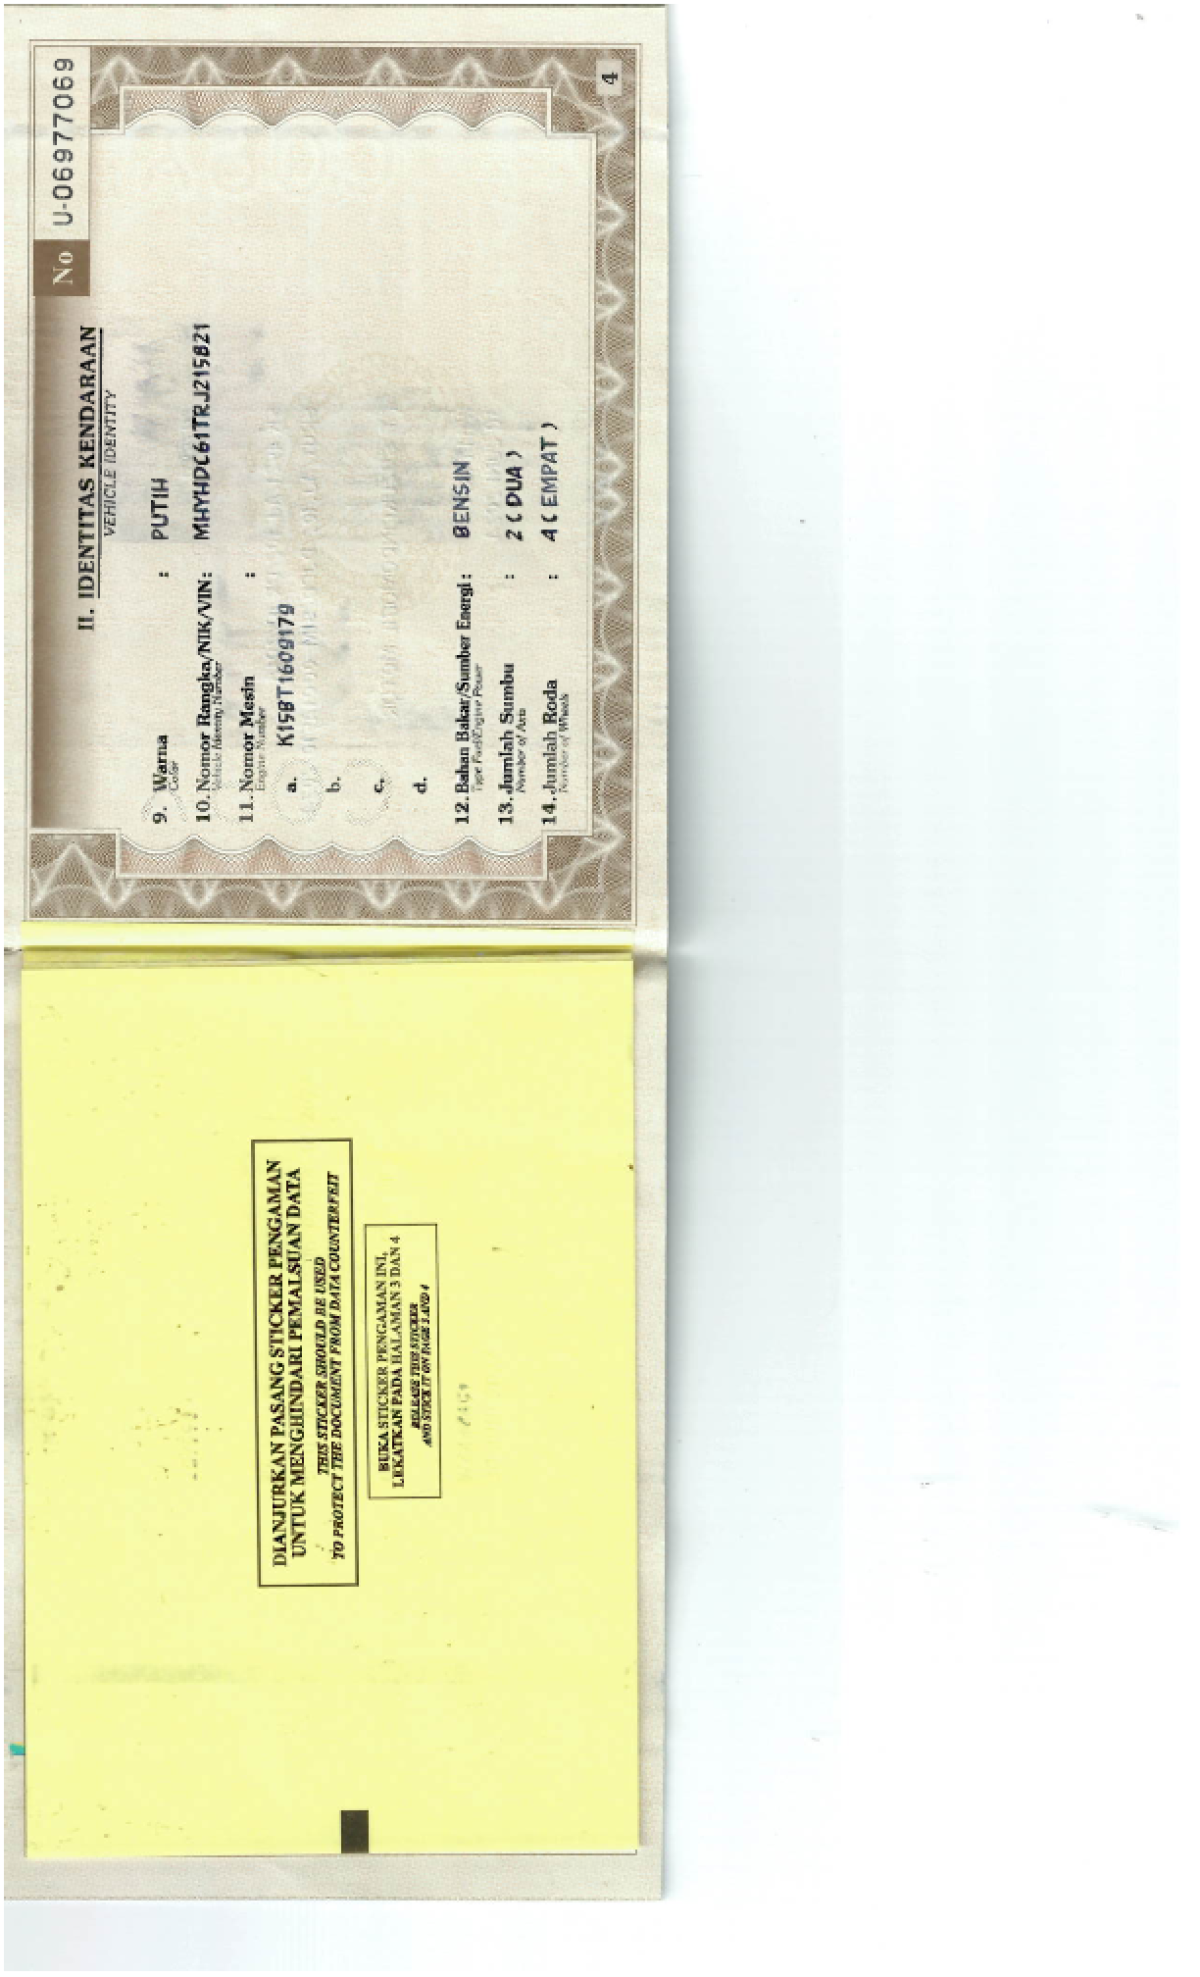 No U-06977069
II. IDENTITAS KENDARAAN
VEHICLE IDENTITY
9. Warna : PUTIH
Color
10. Nomor Rangka/NIK/VIN : MHYHDC61TRJ215821
Vehicle Identity Number
11. Nomor Mesin :
Engine Number
a. K15BT1609179
b.
c.
d.
12. Bahan Bakar/Sumber Energi : BENSIN
Type Fuel/Engine Power
13. Jumlah Sumbu : 2 ( DUA )
Number of Axis
14. Jumlah Roda : 4 ( EMPAT )
Number of Wheels
4
DIANJURKAN PASANG STICKER PENGAMAN
UNTUK MENGHINDARI PEMALSUAN DATA
THIS STICKER SHOULD BE USED
TO PROTECT THE DOCUMENT FROM DATA COUNTERFEIT
BUKA STICKER PENGAMAN INI,
LEKATKAN PADA HALAMAN 3 DAN 4
RELEASE THIS STICKER
AND STICK IT ON PAGE 3 AND 4